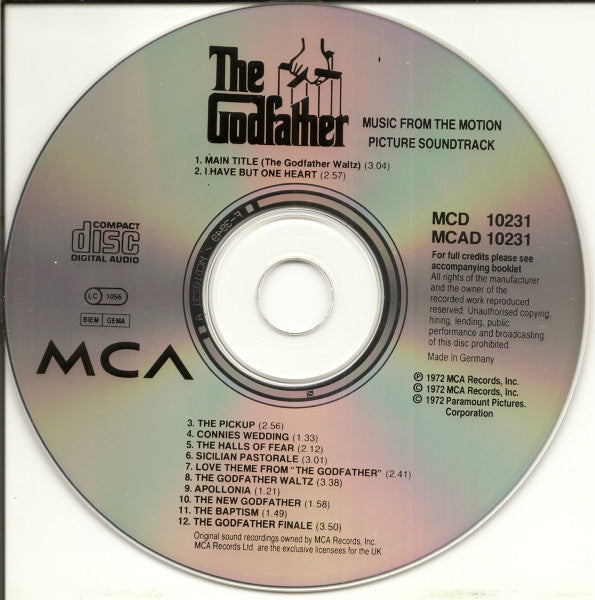 The
Godfather
MUSIC FROM THE MOTION
PICTURE SOUNDTRACK
1. MAIN TITLE (The Godfather Waltz) (3.04)
2. I HAVE BUT ONE HEART (2.57)
COMPACT
disc
DIGITAL AUDIO
LC 1056
BIEM GEMA
MCA
MCD 10231
MCAD 10231
For full credits please see
accompanying booklet
All rights of the manufacturer
and the owner of the
recorded work reproduced
reserved. Unauthorised copying,
hiring, lending, public
performance and broadcasting
of this disc prohibited.
Made in Germany
℗ 1972 MCA Records, Inc.
© 1972 MCA Records, Inc.
© 1972 Paramount Pictures.
Corporation
3. THE PICKUP (2.56)
4. CONNIES WEDDING (1.33)
5. THE HALLS OF FEAR (2.12)
6. SICILIAN PASTORALE (3.01)
7. LOVE THEME FROM "THE GODFATHER" (2.41)
8. THE GODFATHER WALTZ (3.38)
9. APOLLONIA (1.21)
10. THE NEW GODFATHER (1.58)
11. THE BAPTISM (1.49)
12. THE GODFATHER FINALE (3.50)
Original sound recordings owned by MCA Records, Inc.
MCA Records Ltd. are the exclusive licensees for the UK